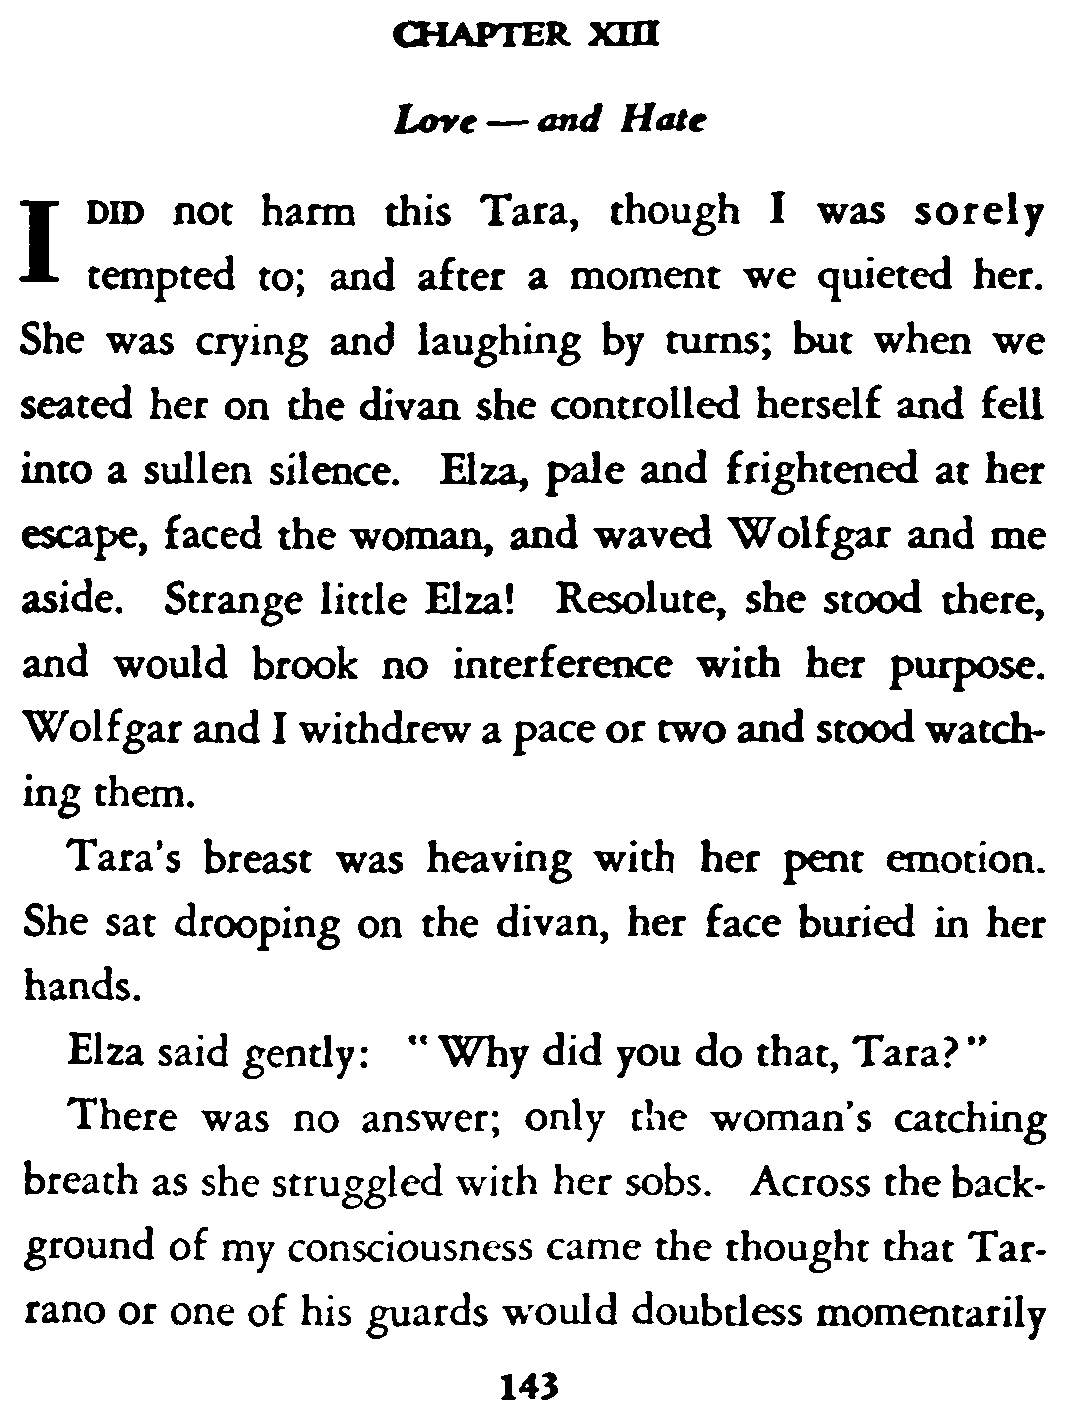 CHAPTER XIII
Love — and Hate
I DID not harm this Tara, though I was sorely
tempted to; and after a moment we quieted her.
She was crying and laughing by turns; but when we
seated her on the divan she controlled herself and fell
into a sullen silence. Elza, pale and frightened at her
escape, faced the woman, and waved Wolfgar and me
aside. Strange little Elza! Resolute, she stood there,
and would brook no interference with her purpose.
Wolfgar and I withdrew a pace or two and stood watch-
ing them.
Tara's breast was heaving with her pent emotion.
She sat drooping on the divan, her face buried in her
hands.
Elza said gently: "Why did you do that, Tara?"
There was no answer; only the woman's catching
breath as she struggled with her sobs. Across the back-
ground of my consciousness came the thought that Tar-
rano or one of his guards would doubtless momentarily
143